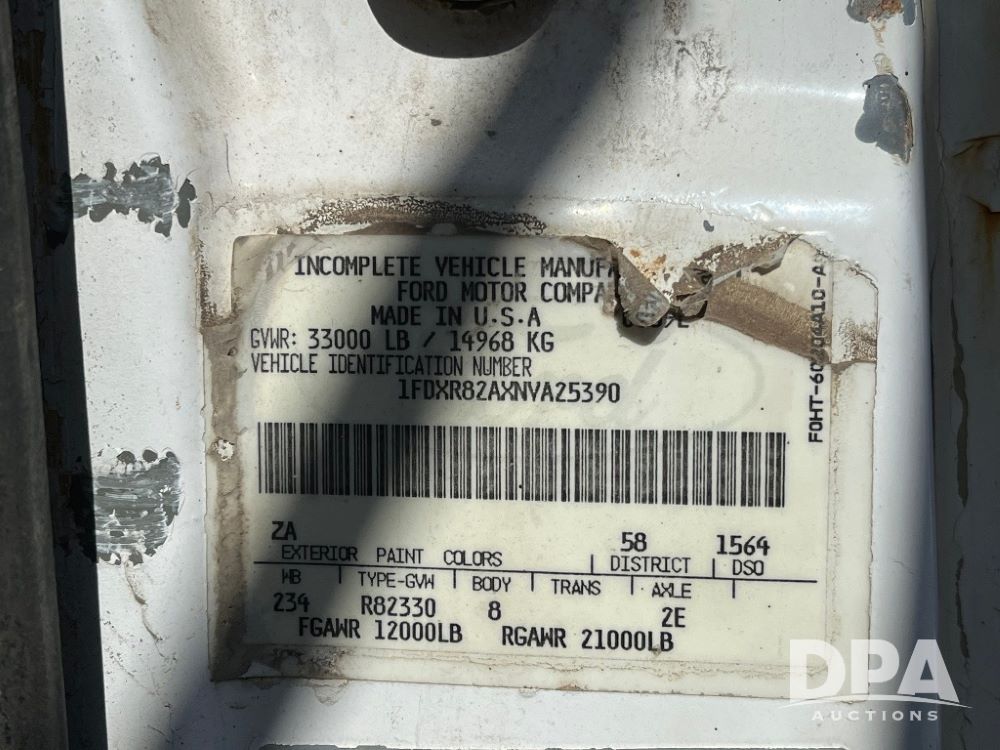 INCOMPLETE VEHICLE MANUFA
FORD MOTOR COMPA
MADE IN U.S.A
GVWR: 33000 LB / 14968 KG
VEHICLE IDENTIFICATION NUMBER
1FDXR82AXNVA25390
ZA 58 1564
EXTERIOR PAINT COLORS DISTRICT DSO
WB TYPE-GVW BODY TRANS AXLE
234 R82330 8 2E
FGAWR 12000LB RGAWR 21000LB
DPA
AUCTIONS